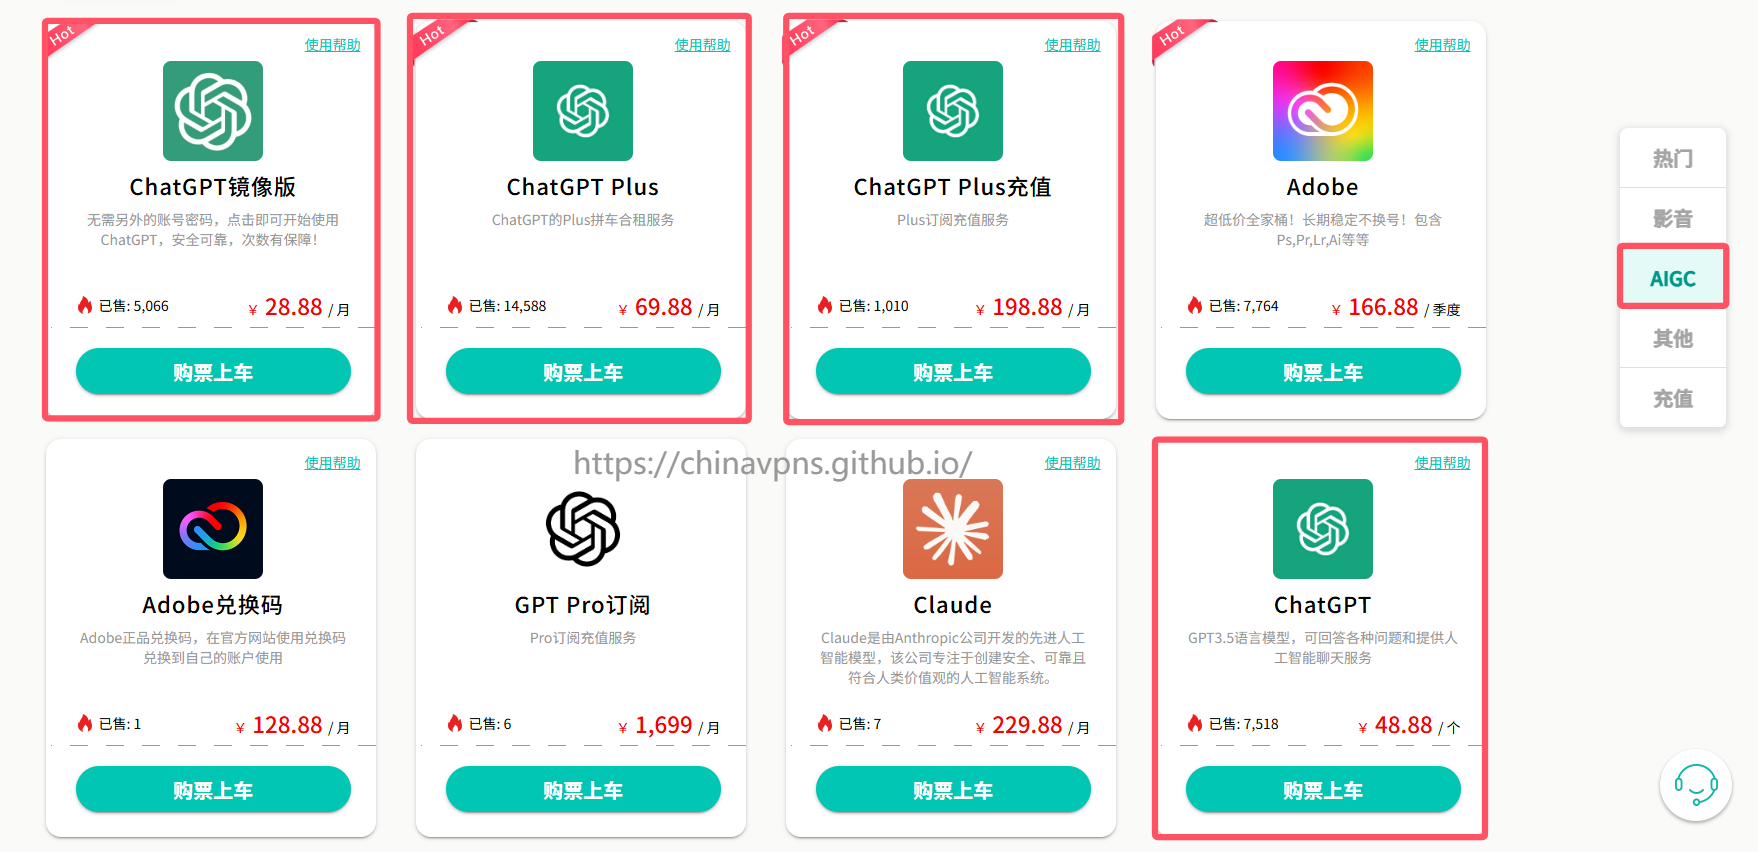 Hot
使用帮助
ChatGPT镜像版
无需另外的账号密码，点击即可开始使用
ChatGPT，安全可靠，次数有保障！
已售: 5,066
¥ 28.88 / 月
购票上车
Hot
使用帮助
ChatGPT Plus
ChatGPT的Plus拼车合租服务
已售: 14,588
¥ 69.88 / 月
购票上车
Hot
使用帮助
ChatGPT Plus充值
Plus订阅充值服务
已售: 1,010
¥ 198.88 / 月
购票上车
Hot
使用帮助
Adobe
超低价全家桶！长期稳定不换号！包含
Ps,Pr,Lr,Ai等等
已售: 7,764
¥ 166.88 / 季度
购票上车
使用帮助
Adobe兑换码
Adobe正品兑换码，在官方网站使用兑换码
兑换到自己的账户使用
已售: 1
¥ 128.88 / 月
购票上车
https://chinavpns.github.io/
GPT Pro订阅
Pro订阅充值服务
已售: 6
¥ 1,699 / 月
购票上车
使用帮助
Claude
Claude是由Anthropic公司开发的先进人工
智能模型，该公司专注于创建安全、可靠且
符合人类价值观的人工智能系统。
已售: 7
¥ 229.88 / 月
购票上车
使用帮助
ChatGPT
GPT3.5语言模型，可回答各种问题和提供人
工智能聊天服务
已售: 7,518
¥ 48.88 / 个
购票上车
热门
影音
AIGC
其他
充值